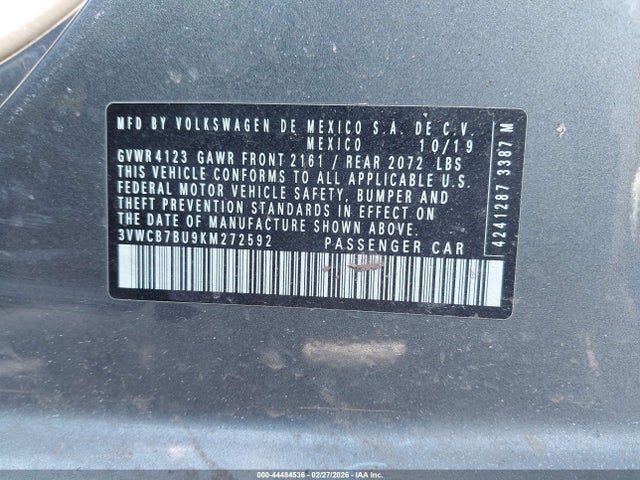 MFD BY VOLKSWAGEN DE MEXICO S.A. DE C.V.
MEXICO 10/19
GVWR 4123 GAWR FRONT 2161 / REAR 2072 LBS
THIS VEHICLE CONFORMS TO ALL APPLICABLE U.S.
FEDERAL MOTOR VEHICLE SAFETY, BUMPER AND
THEFT PREVENTION STANDARDS IN EFFECT ON
THE DATE OF MANUFACTURE SHOWN ABOVE.
3VWCB7BU9KM272592 PASSENGER CAR
4241287 3387 M
000-44484536 - 02/27/2026 - IAAI.COM